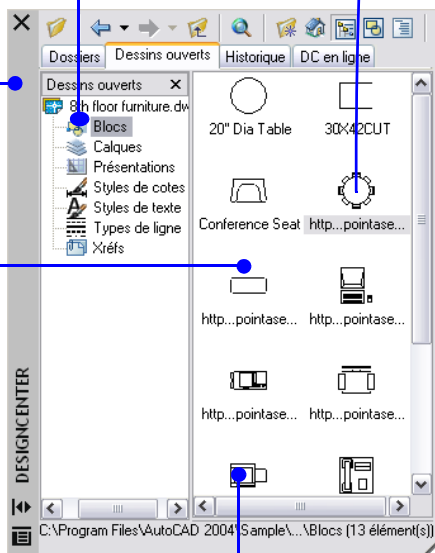 Dossiers Dessins ouverts Historique DC en ligne
Dessins ouverts
8th floor furniture.dw
Blocs
Calques
Présentations
Styles de cotes
Styles de texte
Types de ligne
Xréfs
20" Dia Table 30X42CUT
Conference Seat http...pointase...
http...pointase... http...pointase...
http...pointase... http...pointase...
DESIGNCENTER
C:\Program Files\AutoCAD 2004\Sample\...\Blocs (13 élément(s))